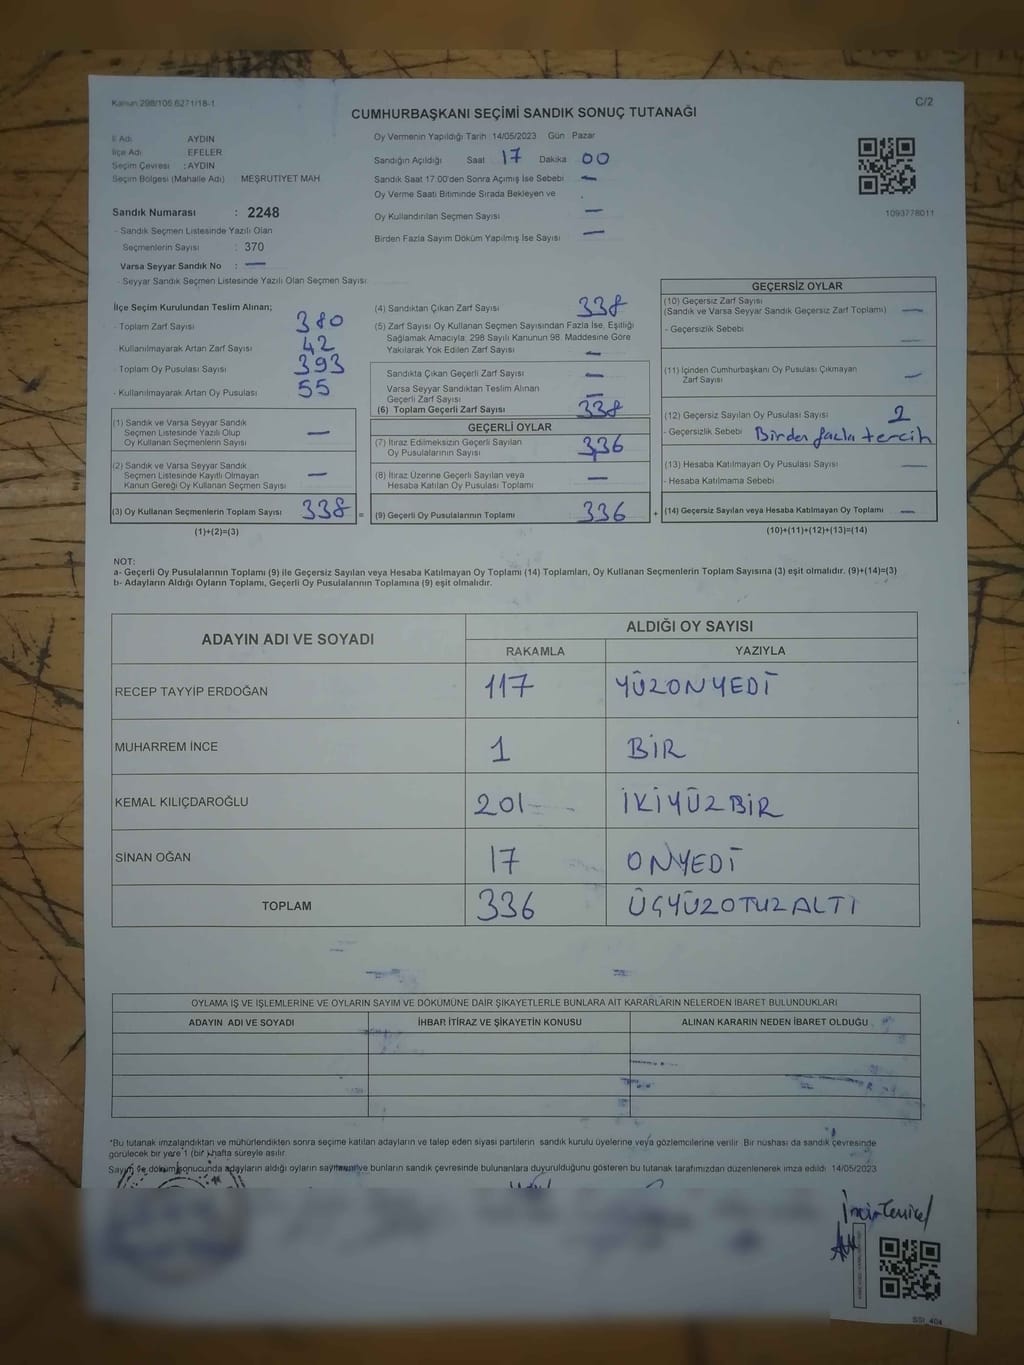 Kanun 298/106 6271/18-1
C/2
CUMHURBAŞKANI SEÇİMİ SANDIK SONUÇ TUTANAĞI
İl Adı : AYDIN
İlçe Adı : EFELER
Seçim Çevresi : AYDIN
Seçim Bölgesi (Mahalle Adı) : MEŞRUTİYET MAH
Sandık Numarası : 2248
- Sandık Seçmen Listesinde Yazılı Olan
Seçmenlerin Sayısı : 370
Varsa Seyyar Sandık No : —
- Seyyar Sandık Seçmen Listesinde Yazılı Olan Seçmen Sayısı
Oy Vermenin Yapıldığı Tarih : 14/05/2023 Gün : Pazar
Sandığın Açıldığı Saat 17 Dakika 00
Sandık Saat 17.00'den Sonra Açımış İse Sebebi —
Oy Verme Saati Bitiminde Sırada Bekleyen ve
Oy Kullandırılan Seçmen Sayısı —
Birden Fazla Sayım Döküm Yapılmış İse Sayısı —
1093778011
İlçe Seçim Kurulundan Teslim Alınan;
- Toplam Zarf Sayısı 380
- Kullanılmayarak Artan Zarf Sayısı 42
- Toplam Oy Pusulası Sayısı 393
- Kullanılmayarak Artan Oy Pusulası 55
(1) Sandık ve Varsa Seyyar Sandık
Seçmen Listesinde Yazılı Olup
Oy Kullanan Seçmenlerin Sayısı —
(2) Sandık ve Varsa Seyyar Sandık
Seçmen Listesinde Kayıtlı Olmayan
Kanun Gereği Oy Kullanan Seçmen Sayısı —
(3) Oy Kullanan Seçmenlerin Toplam Sayısı 338 =
(1)+(2)=(3)
(4) Sandıktan Çıkan Zarf Sayısı 338
(5) Zarf Sayısı Oy Kullanan Seçmen Sayısından Fazla İse, Eşitliği
Sağlamak Amacıyla; 298 Sayılı Kanunun 98. Maddesine Göre
Yakılarak Yok Edilen Zarf Sayısı —
Sandıkta Çıkan Geçerli Zarf Sayısı —
Varsa Seyyar Sandıktan Teslim Alınan
Geçerli Zarf Sayısı —
(6) Toplam Geçerli Zarf Sayısı 338
GEÇERLİ OYLAR
(7) İtiraz Edilmeksizin Geçerli Sayılan
Oy Pusulalarının Sayısı 336
(8) İtiraz Üzerine Geçerli Sayılan veya
Hesaba Katılan Oy Pusulası Toplamı —
(9) Geçerli Oy Pusulalarının Toplamı 336 +
GEÇERSİZ OYLAR
(10) Geçersiz Zarf Sayısı
(Sandık ve Varsa Seyyar Sandık Geçersiz Zarf Toplamı) —
- Geçersizlik Sebebi —
(11) İçinden Cumhurbaşkanı Oy Pusulası Çıkmayan
Zarf Sayısı —
(12) Geçersiz Sayılan Oy Pusulası Sayısı 2
- Geçersizlik Sebebi Birden fazla tercih
(13) Hesaba Katılmayan Oy Pusulası Sayısı —
- Hesaba Katılmama Sebebi
(14) Geçersiz Sayılan veya Hesaba Katılmayan Oy Toplamı —
(10)+(11)+(12)+(13)=(14)
NOT:
a- Geçerli Oy Pusulalarının Toplamı (9) ile Geçersiz Sayılan veya Hesaba Katılmayan Oy Toplamı (14) Toplamları, Oy Kullanan Seçmenlerin Toplam Sayısına (3) eşit olmalıdır. (9)+(14)=(3)
b- Adayların Aldığı Oyların Toplamı, Geçerli Oy Pusulalarının Toplamına (9) eşit olmalıdır.
ADAYIN ADI VE SOYADI
ALDIĞI OY SAYISI
RAKAMLA YAZIYLA
RECEP TAYYİP ERDOĞAN 117 YÜZONYEDİ
MUHARREM İNCE 1 BİR
KEMAL KILIÇDAROĞLU 201 İKİYÜZBİR
SİNAN OĞAN 17 ONYEDİ
TOPLAM 336 ÜÇYÜZOTUZALTI
OYLAMA İŞ VE İŞLEMLERİNE VE OYLARIN SAYIM VE DÖKÜMÜNE DAİR ŞİKAYETLERLE BUNLARA AİT KARARLARIN NELERDEN İBARET BULUNDUKLARI
ADAYIN ADI VE SOYADI İHBAR İTİRAZ VE ŞİKAYETİN KONUSU ALINAN KARARIN NEDEN İBARET OLDUĞU
*Bu tutanak imzalandıktan ve mühürlendikten sonra seçime katılan adayların ve talep eden siyasi partilerin sandık kurulu üyelerine veya gözlemcilerine verilir. Bir nüshası da sandık çevresinde
görülecek bir yere 1 (bir) hafta süreyle asılır.
Sayım ve döküm sonucunda adayların aldığı oyların sayıları ve bunların sandık çevresinde bulunanlara duyurulduğunu gösteren bu tutanak tarafımızdan düzenlenerek imza edildi. 14/05/2023